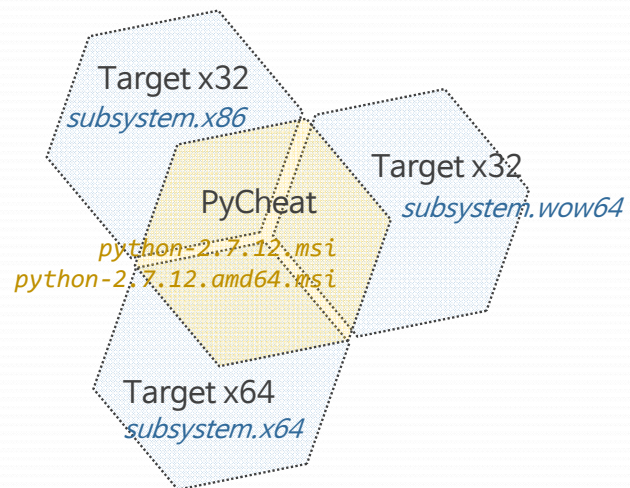 Target x32
subsystem.x86
Target x32
subsystem.wow64
PyCheat
python-2.7.12.msi
python-2.7.12.amd64.msi
Target x64
subsystem.x64